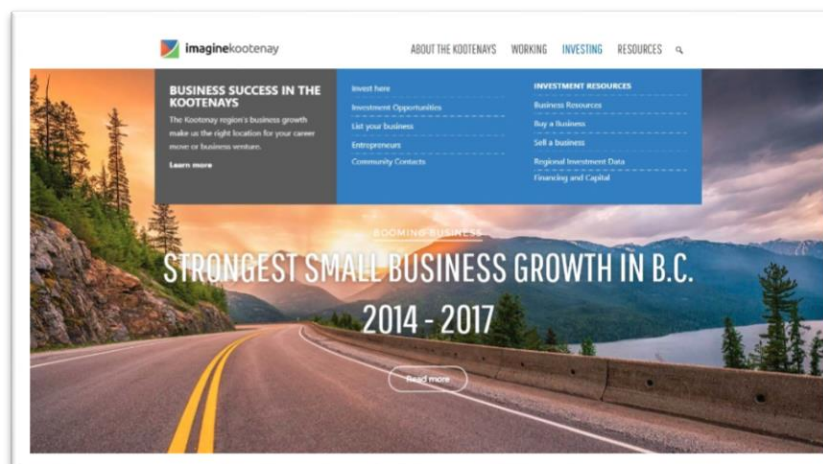 imaginekootenay
ABOUT THE KOOTENAYS WORKING INVESTING RESOURCES
BUSINESS SUCCESS IN THE
KOOTENAYS
The Kootenay region's business growth
make us the right location for your career
move or business venture.
Learn more
Invest here
Investment Opportunities
List your business
Entrepreneurs
Community Contacts
INVESTMENT RESOURCES
Business Resources
Buy a Business
Sell a business
Regional Investment Data
Financing and Capital
BOOMING BUSINESS
STRONGEST SMALL BUSINESS GROWTH IN B.C.
2014 - 2017
Read more